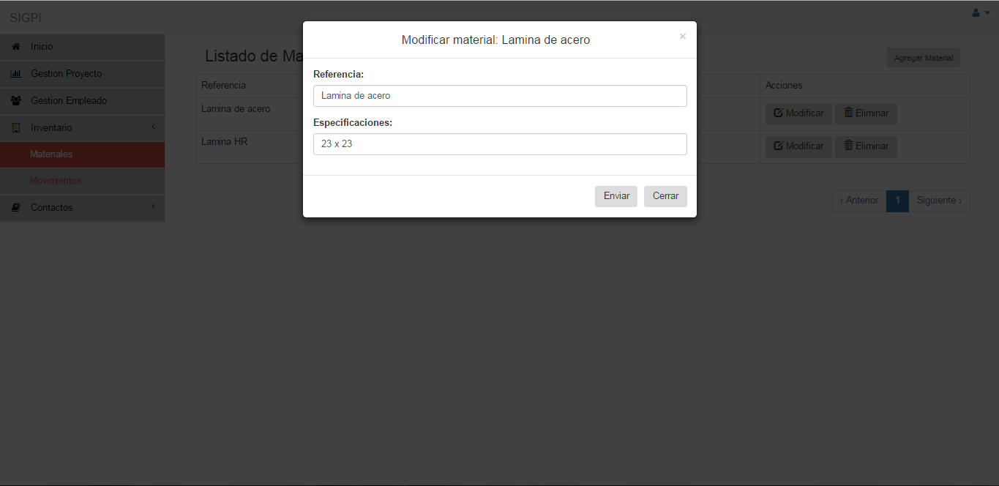 SIGPI
Inicio
Gestion Proyecto
Gestion Empleado
Inventario
Materiales
Movimientos
Contactos
Listado de Ma
Agregar Material
Referencia
Acciones
Lamina de acero
Modificar Eliminar
Lamina HR
Modificar Eliminar
‹ Anterior 1 Siguiente ›
Modificar material: Lamina de acero ×
Referencia:
Lamina de acero
Especificaciones:
23 x 23
Enviar Cerrar